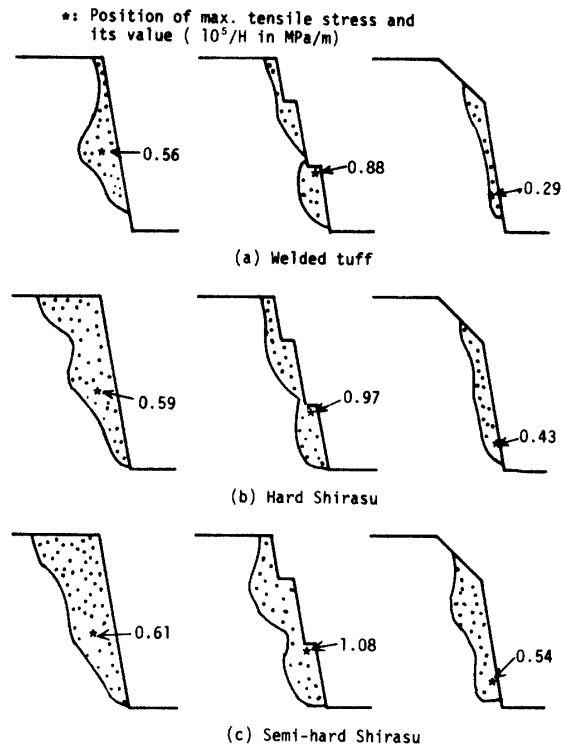 *: Position of max. tensile stress and
its value ( 10⁵/H in MPa/m)
0.56
0.88
0.29
(a) Welded tuff
0.59
0.97
0.43
(b) Hard Shirasu
0.61
1.08
0.54
(c) Semi-hard Shirasu